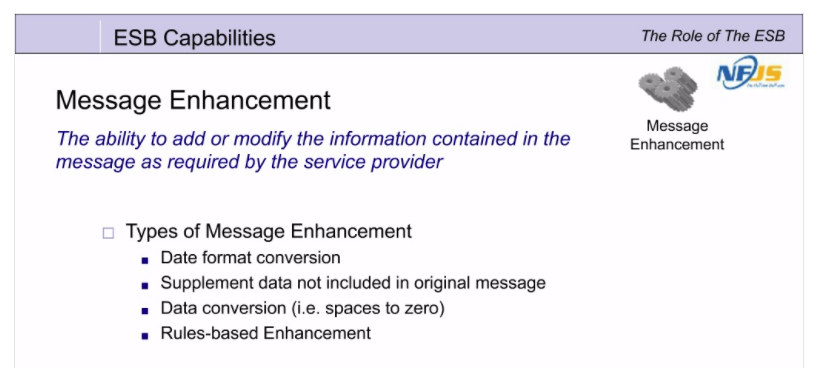 ESB Capabilities
The Role of The ESB
NFJS
Message
Enhancement
Message Enhancement
The ability to add or modify the information contained in the
message as required by the service provider
Types of Message Enhancement
Date format conversion
Supplement data not included in original message
Data conversion (i.e. spaces to zero)
Rules-based Enhancement